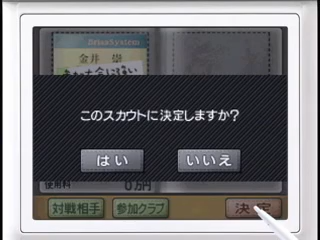 BrianSystem
金井 崇
このスカウトに決定しますか?
はい いいえ
使用料 0万円
対戦相手 参加クラブ 決定